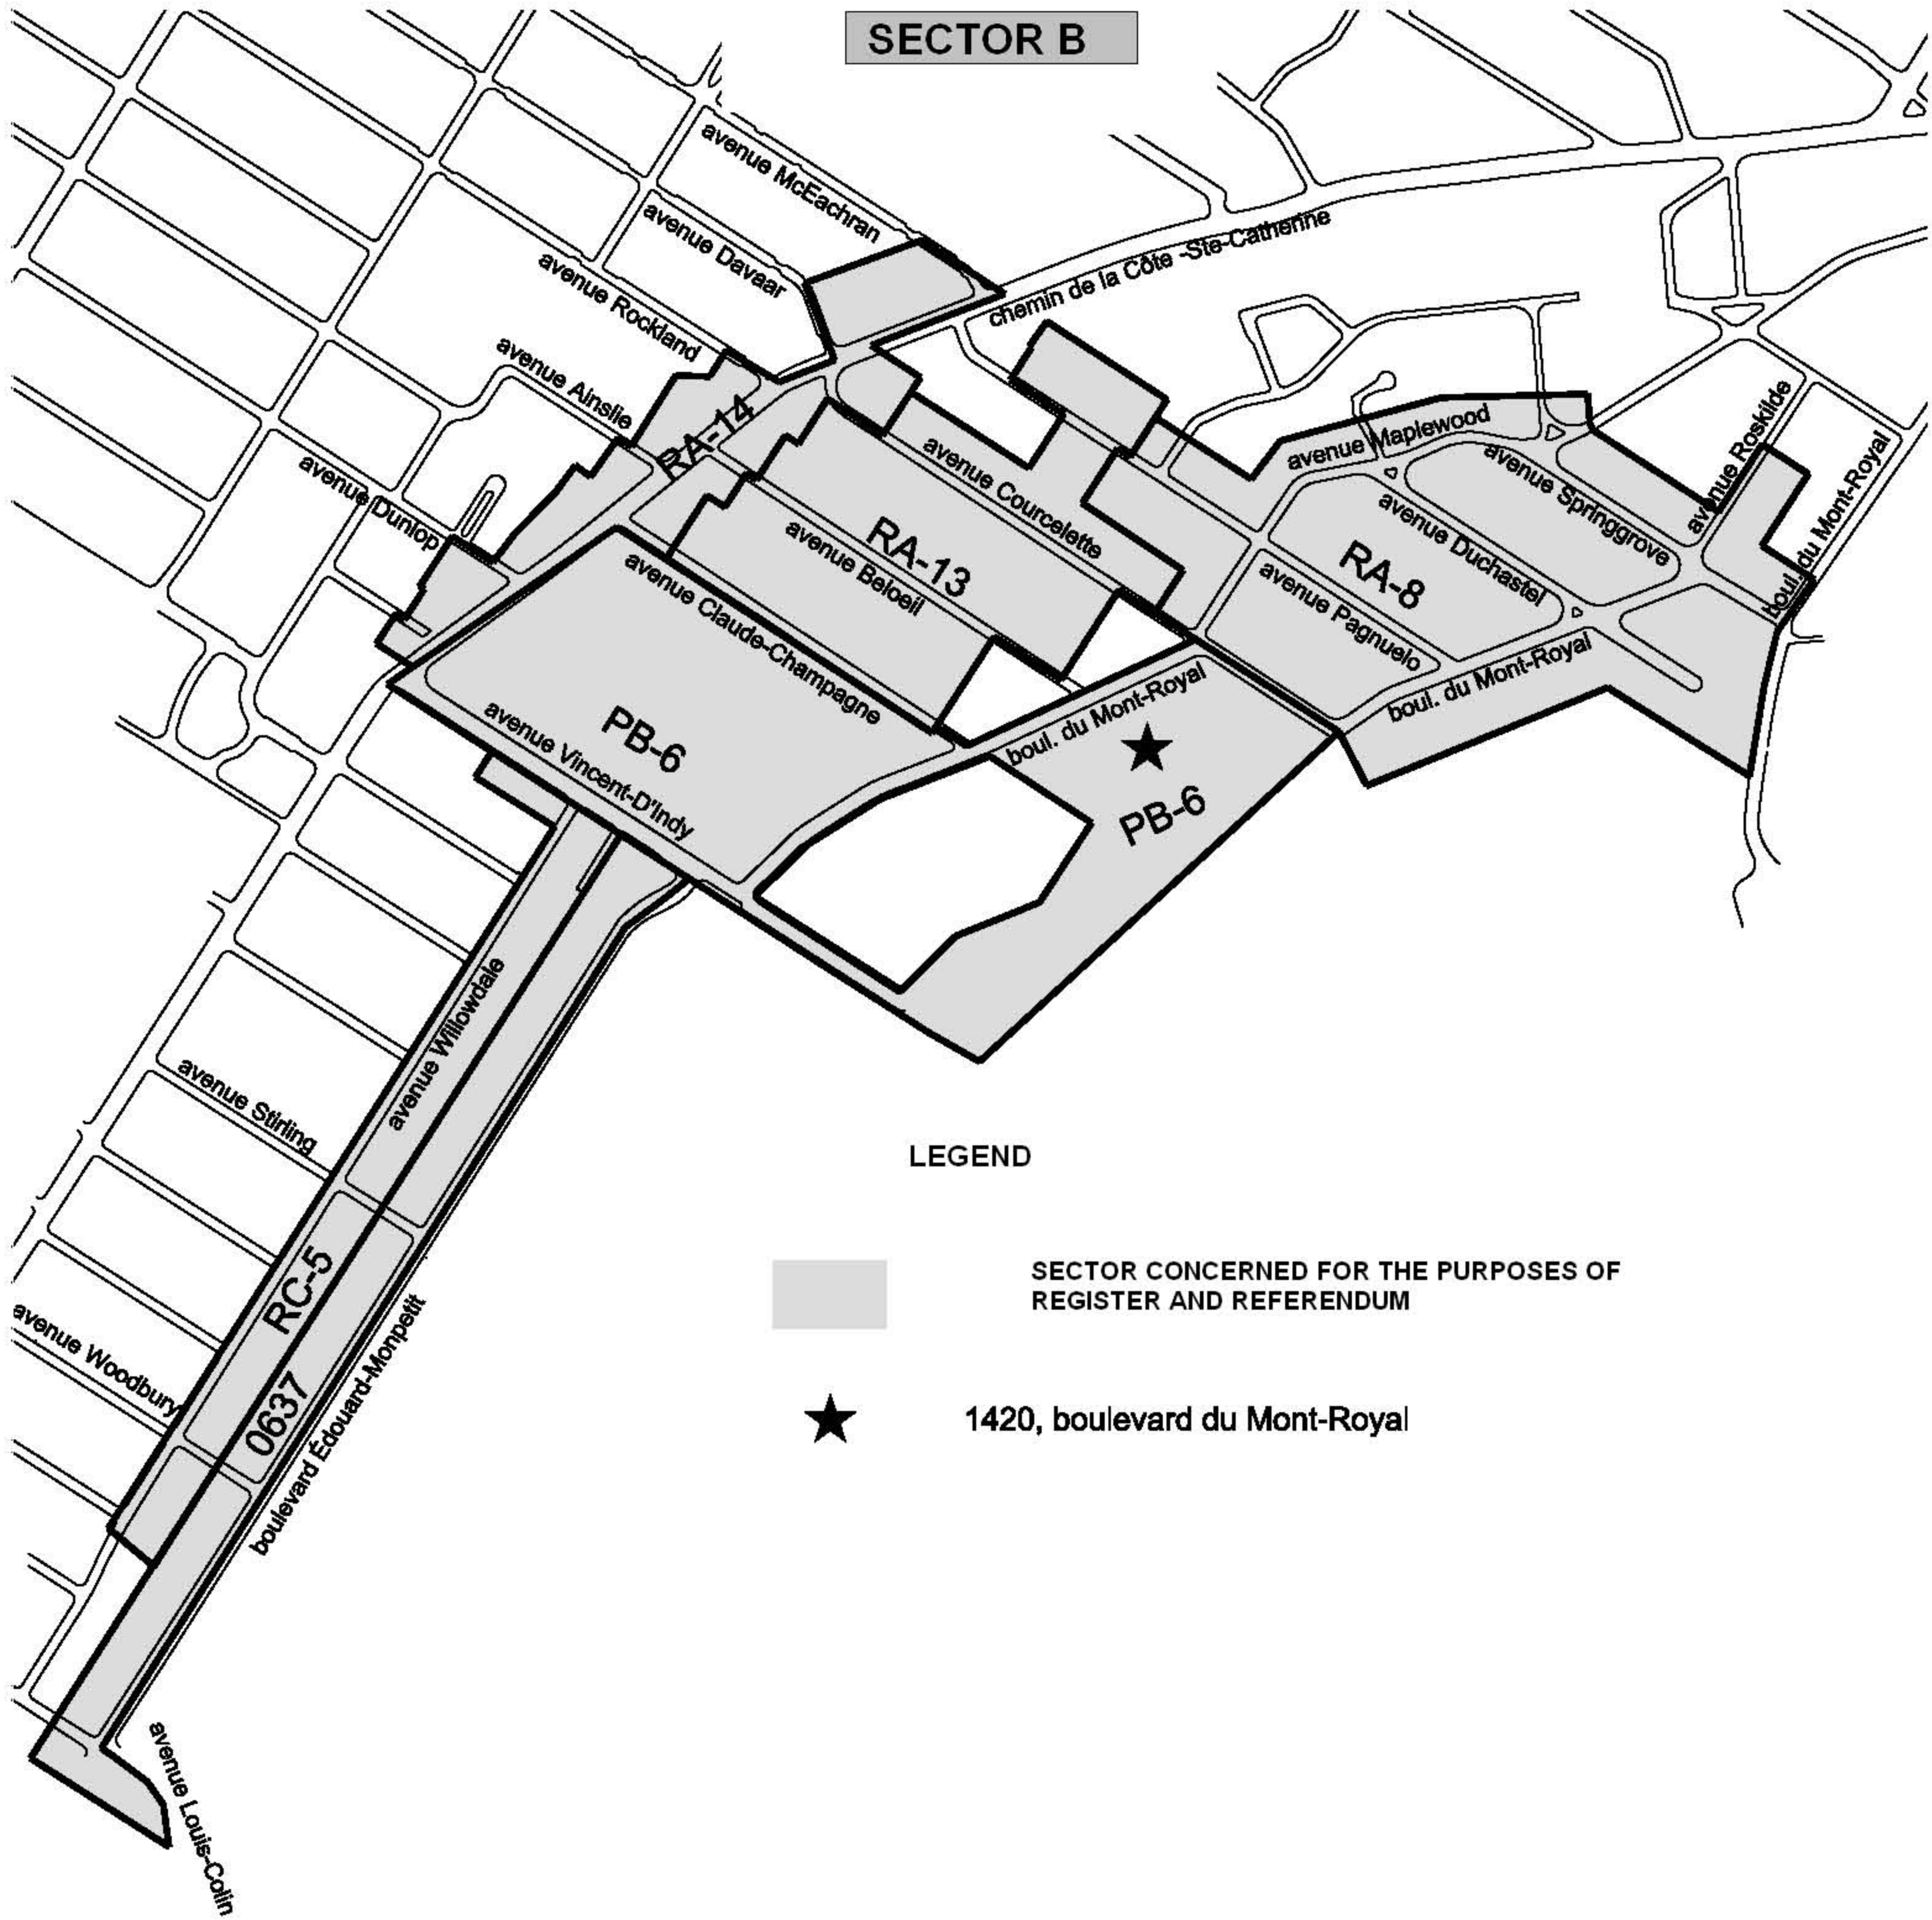 SECTOR B
avenue McEachran
avenue Davaar
avenue Rockland
chemin de la Côte -Ste-Catherine
avenue Ainslie
RA-14
avenue Dunlop
avenue Maplewood
avenue Roskilde
boul. du Mont-Royal
avenue Springgrove
avenue Courcelette
avenue Duchastel
RA-13
RA-8
avenue Beloeil
avenue Pagnuelo
avenue Claude-Champagne
boul. du Mont-Royal
boul. du Mont-Royal
PB-6
avenue Vincent-D'Indy
PB-6
avenue Willowdale
avenue Stirling
RC-5
avenue Woodbury
0637
boulevard Édouard-Monpetit
avenue Louis-Colin
LEGEND
SECTOR CONCERNED FOR THE PURPOSES OF
REGISTER AND REFERENDUM
1420, boulevard du Mont-Royal